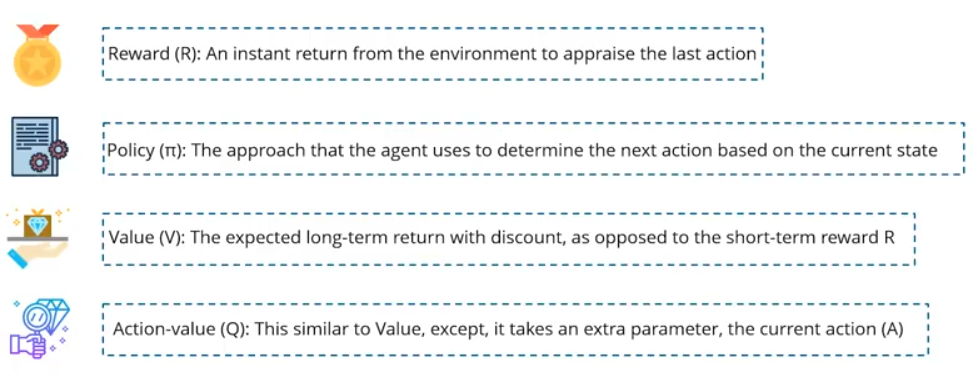 Reward (R): An instant return from the environment to appraise the last action
Policy (π): The approach that the agent uses to determine the next action based on the current state
Value (V): The expected long-term return with discount, as opposed to the short-term reward R
Action-value (Q): This similar to Value, except, it takes an extra parameter, the current action (A)